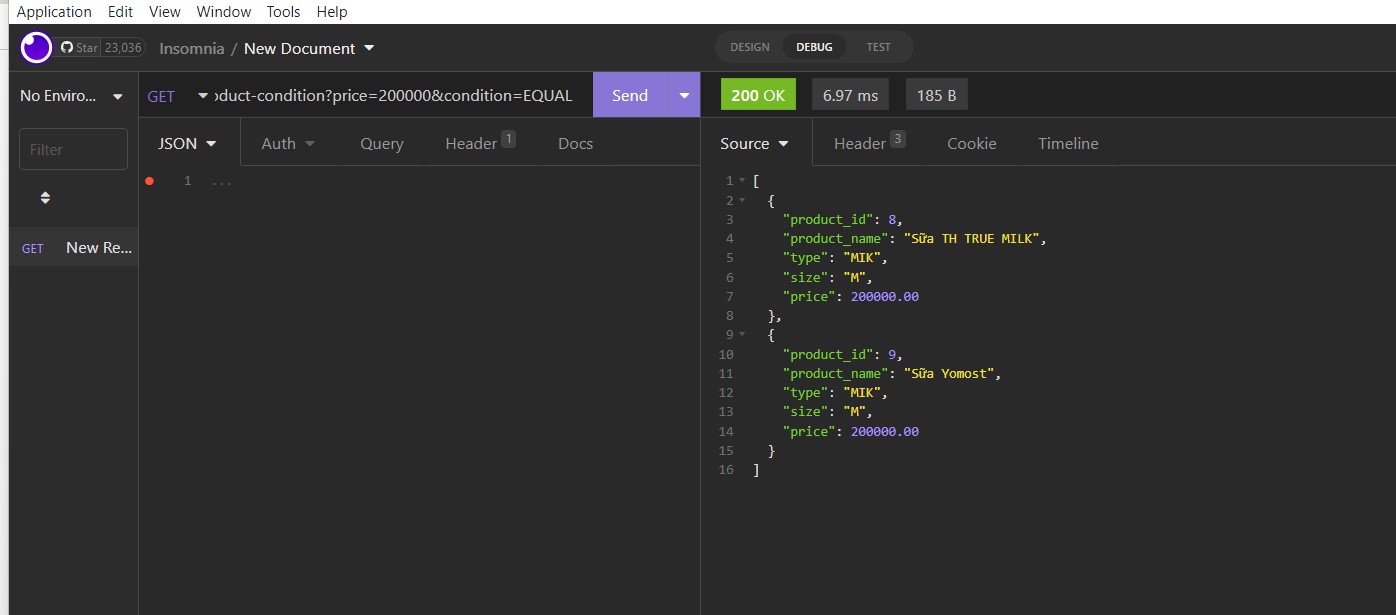 Application Edit View Window Tools Help
Star 23,036 Insomnia / New Document DESIGN DEBUG TEST
No Enviro... GET oduct-condition?price=200000&condition=EQUAL Send 200 OK 6.97 ms 185 B
Filter JSON Auth Query Header 1 Docs Source Header 3 Cookie Timeline
GET New Re...
1 ...
1 [
2 {
3 "product_id": 8,
4 "product_name": "Sữa TH TRUE MILK",
5 "type": "MIK",
6 "size": "M",
7 "price": 200000.00
8 },
9 {
10 "product_id": 9,
11 "product_name": "Sữa Yomost",
12 "type": "MIK",
13 "size": "M",
14 "price": 200000.00
15 }
16 ]